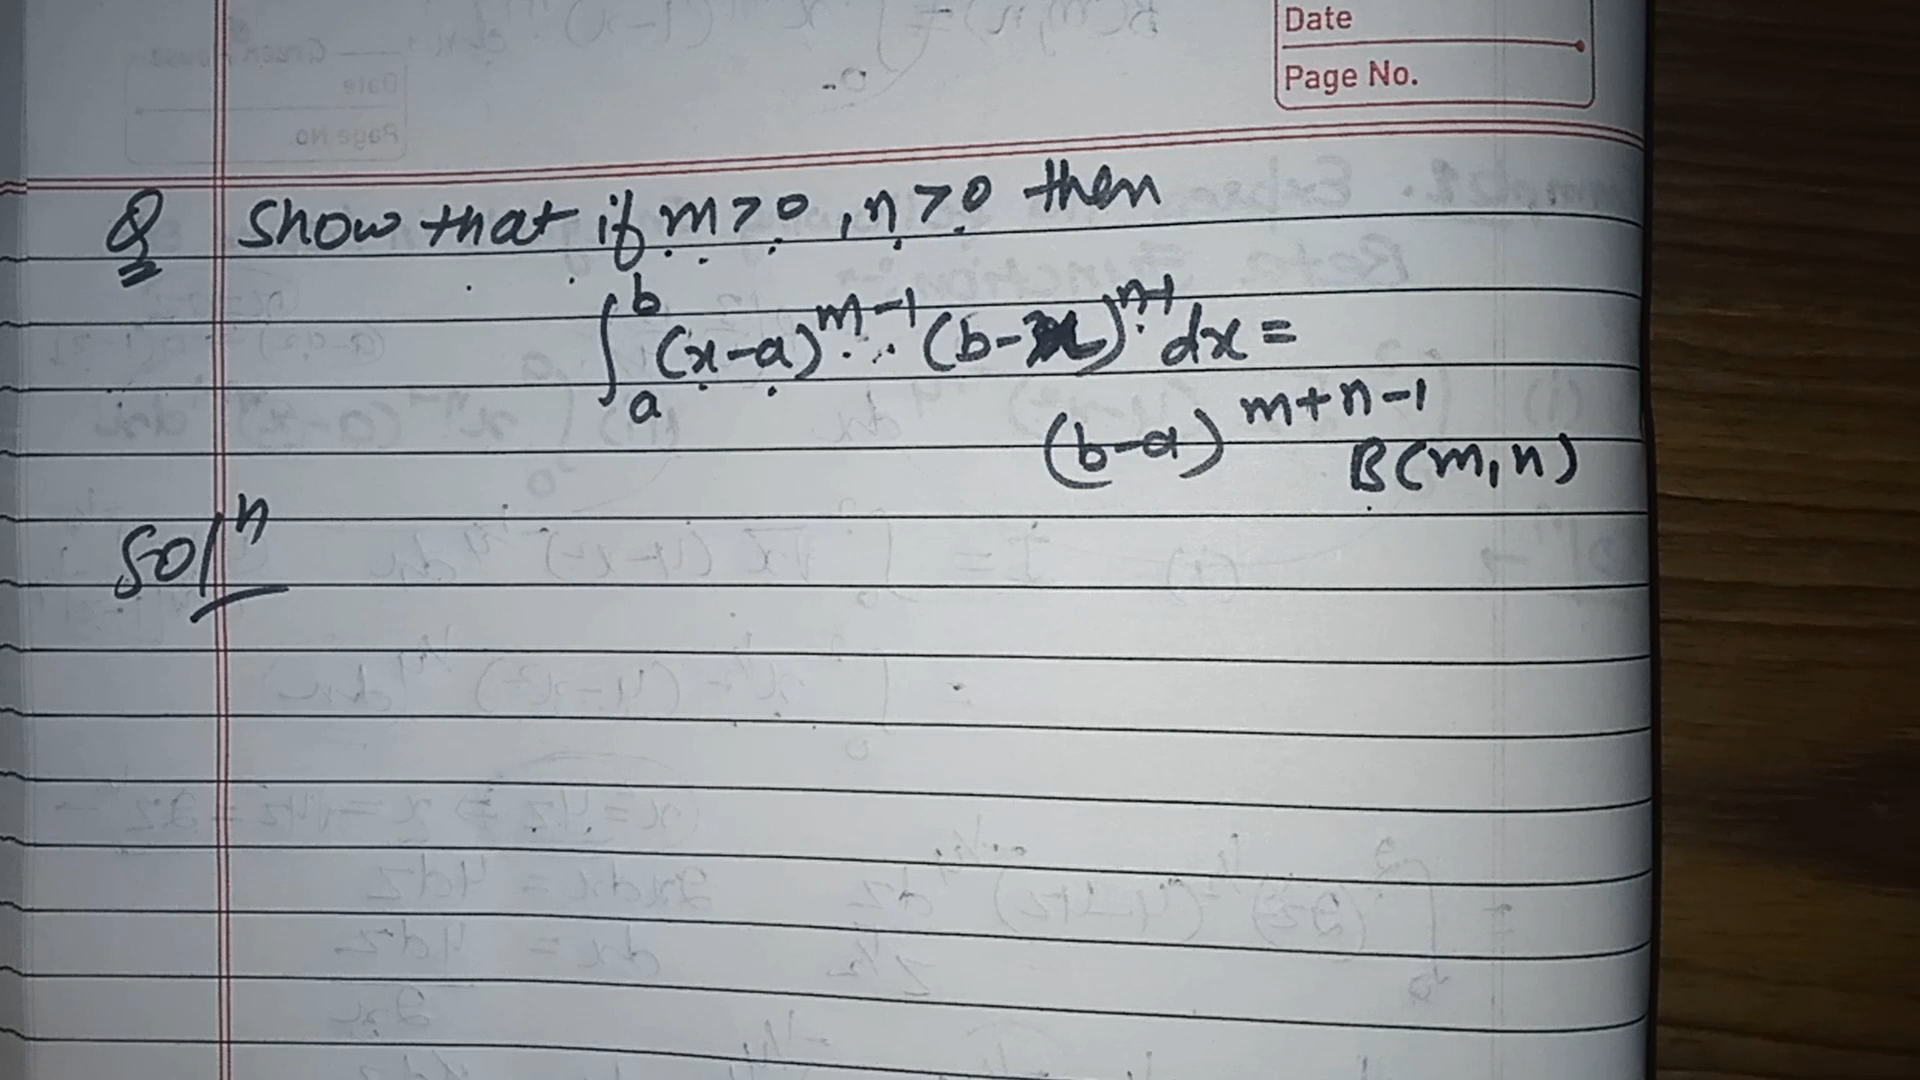 Date
Page No.
Q Show that if m>0, n>0 then
∫_a^b (x-a)^{m-1} (b-x)^{n-1} dx =
(b-a)^{m+n-1} B(m,n)
Sol^n